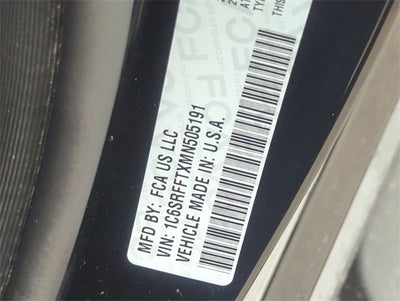 MFD BY: FCA US LLC
VIN: 1C6SRFFTXMN505191
VEHICLE MADE IN: U.S.A.